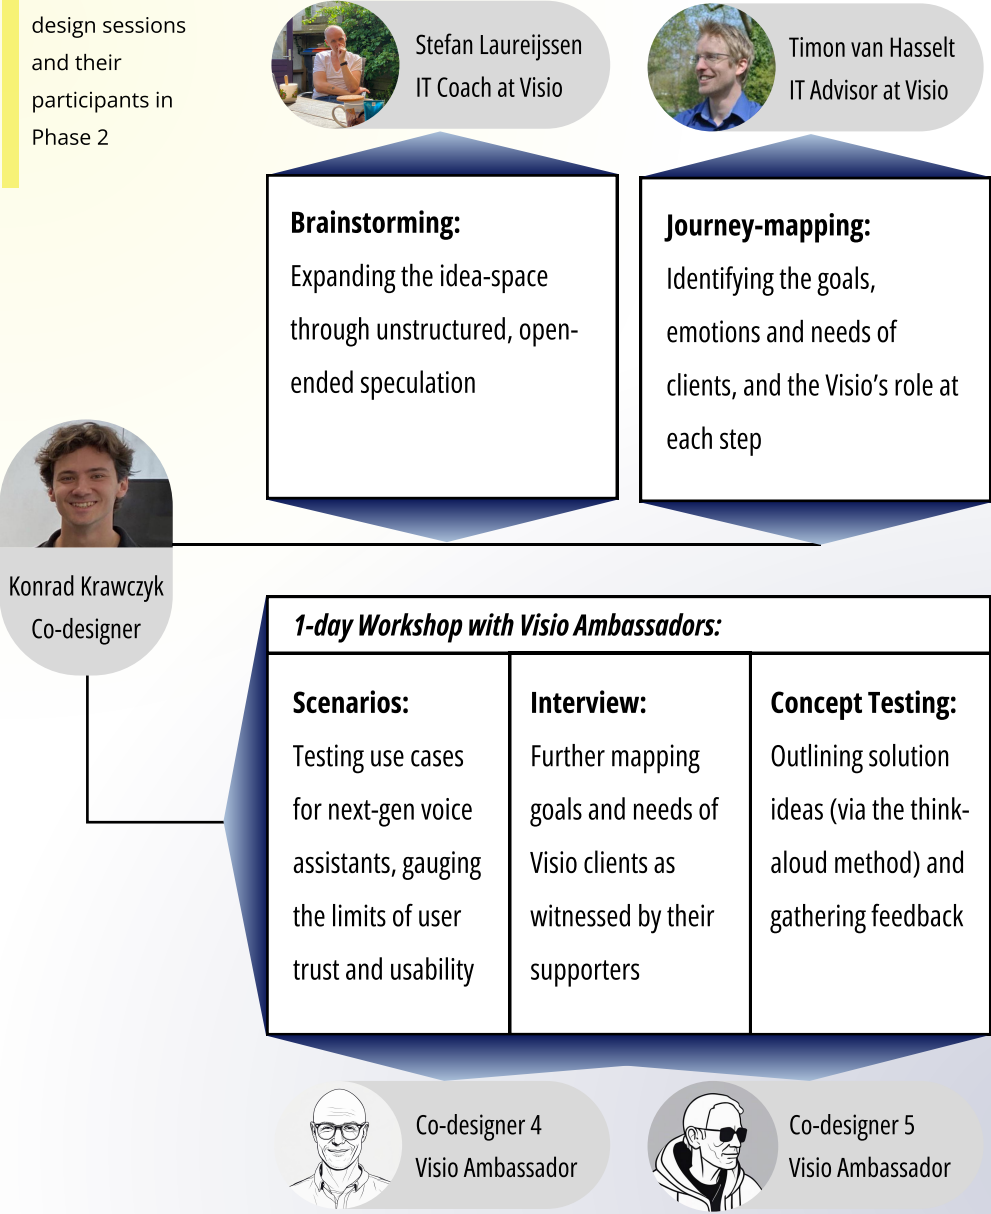 design sessions
and their
participants in
Phase 2
Stefan Laureijssen
IT Coach at Visio
Timon van Hasselt
IT Advisor at Visio
Brainstorming:
Expanding the idea-space
through unstructured, open-
ended speculation
Journey-mapping:
Identifying the goals,
emotions and needs of
clients, and the Visio’s role at
each step
Konrad Krawczyk
Co-designer
1-day Workshop with Visio Ambassadors:
Scenarios:
Testing use cases
for next-gen voice
assistants, gauging
the limits of user
trust and usability
Interview:
Further mapping
goals and needs of
Visio clients as
witnessed by their
supporters
Concept Testing:
Outlining solution
ideas (via the think-
aloud method) and
gathering feedback
Co-designer 4
Visio Ambassador
Co-designer 5
Visio Ambassador